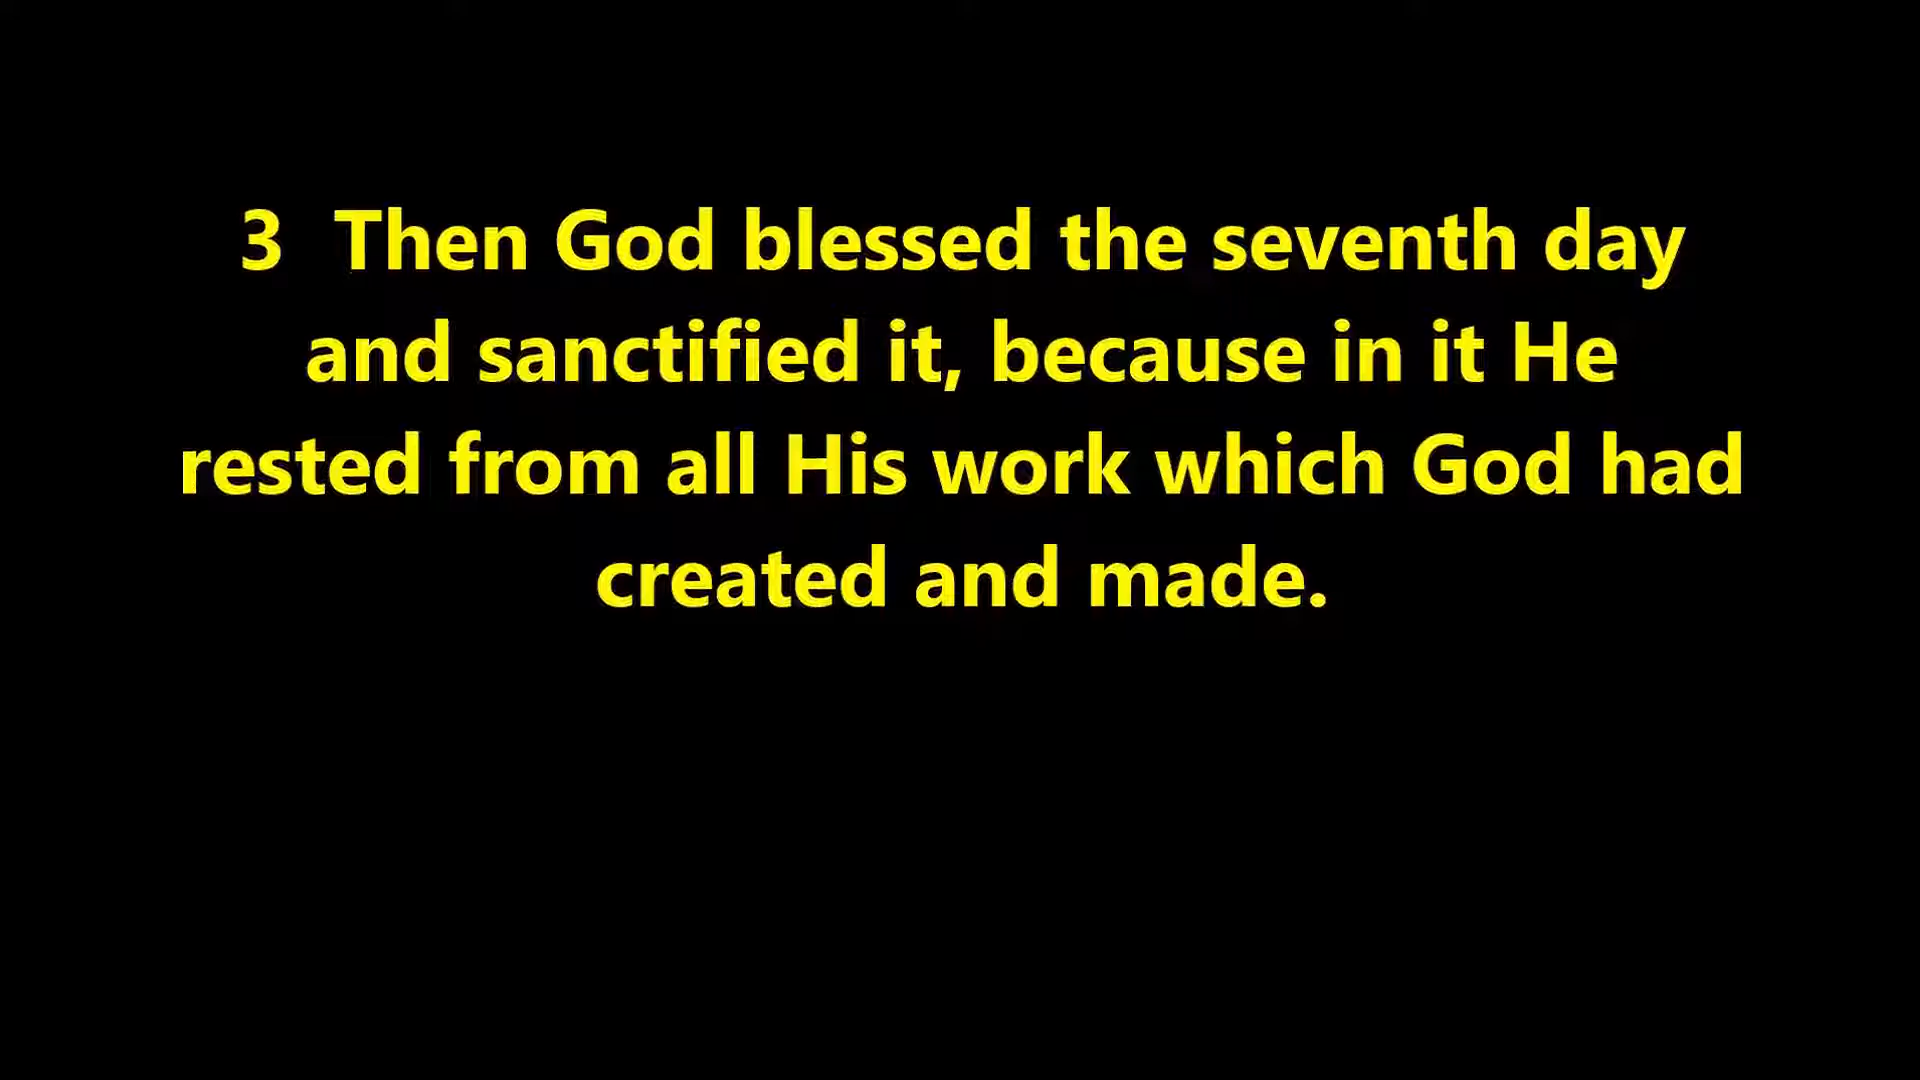 3  Then God blessed the seventh day
and sanctified it, because in it He
rested from all His work which God had
created and made.